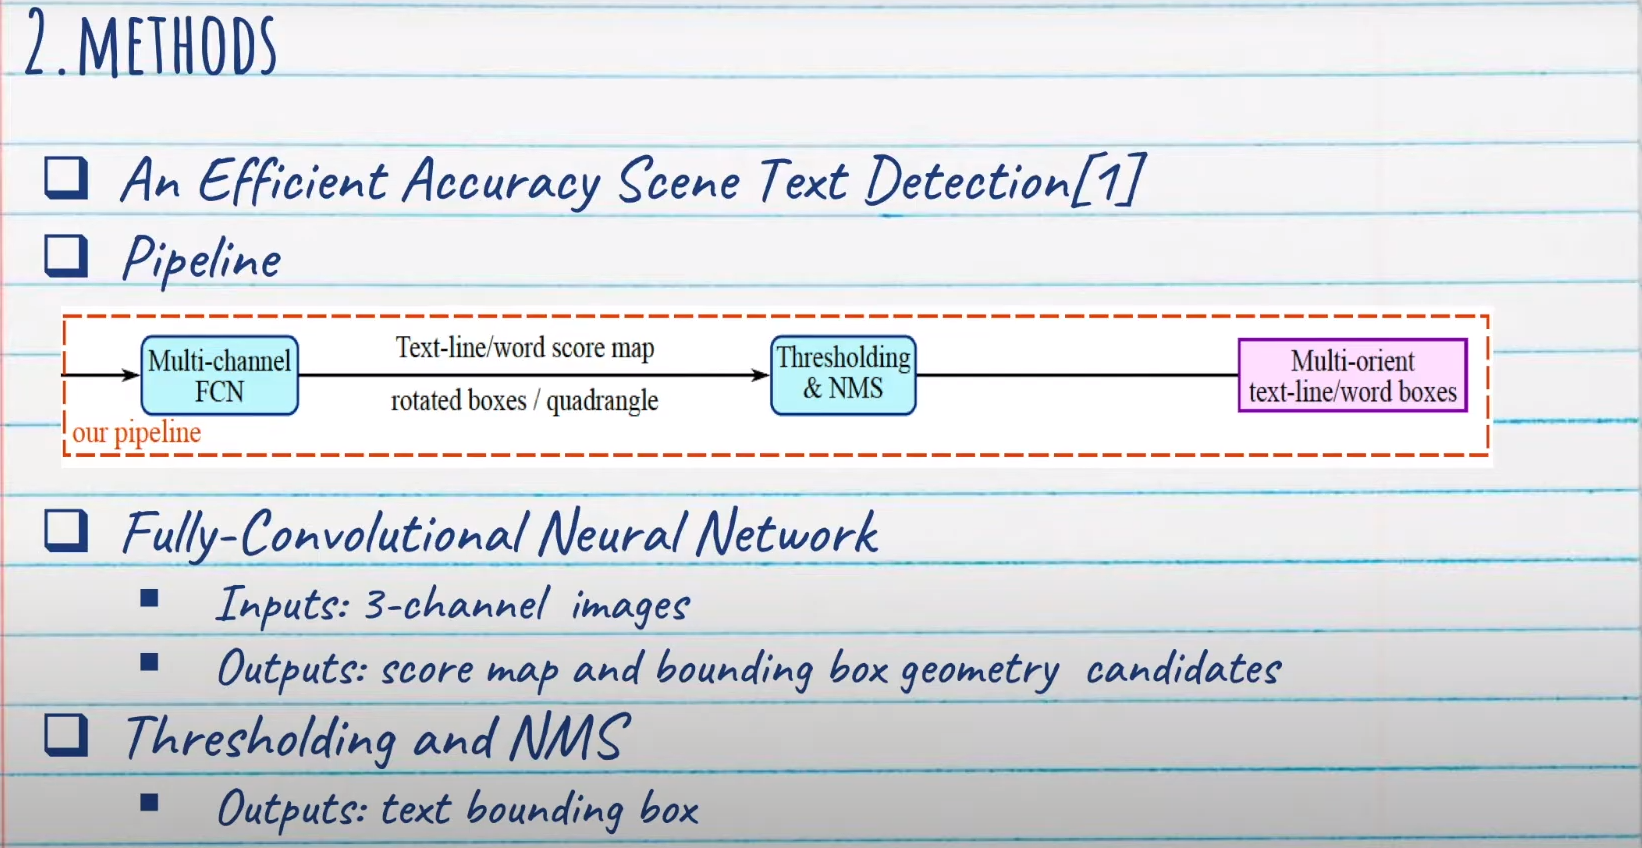 2.METHODS
An Efficient Accuracy Scene Text Detection[1]
Pipeline
Multi-channel
FCN
Text-line/word score map
rotated boxes / quadrangle
Thresholding
& NMS
Multi-orient
text-line/word boxes
our pipeline
Fully-Convolutional Neural Network
Inputs: 3-channel images
Outputs: score map and bounding box geometry candidates
Thresholding and NMS
Outputs: text bounding box